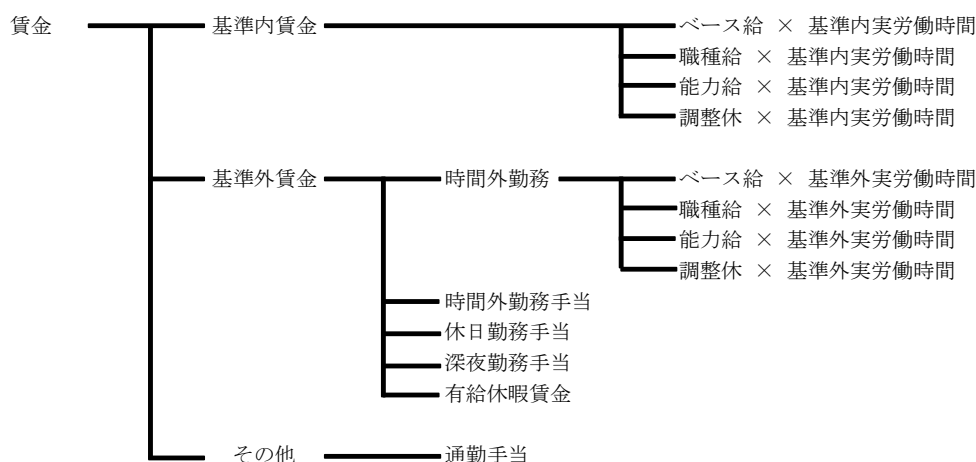 賃金 基準内賃金 ベース給 × 基準内実労働時間
職種給 × 基準内実労働時間
能力給 × 基準内実労働時間
調整休 × 基準内実労働時間
基準外賃金 時間外勤務 ベース給 × 基準外実労働時間
職種給 × 基準外実労働時間
能力給 × 基準外実労働時間
調整休 × 基準外実労働時間
時間外勤務手当
休日勤務手当
深夜勤務手当
有給休暇賃金
その他 通勤手当